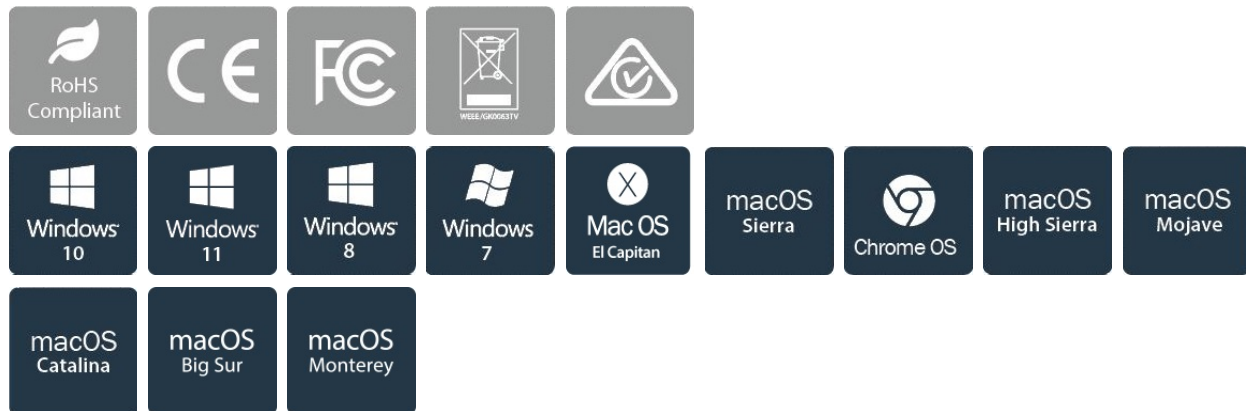 RoHS
Compliant
CE
FC
WEEE/GK0083TV
Windows
10
Windows
11
Windows
8
Windows
7
X
Mac OS
El Capitan
macOS
Sierra
Chrome OS
macOS
High Sierra
macOS
Mojave
macOS
Catalina
macOS
Big Sur
macOS
Monterey